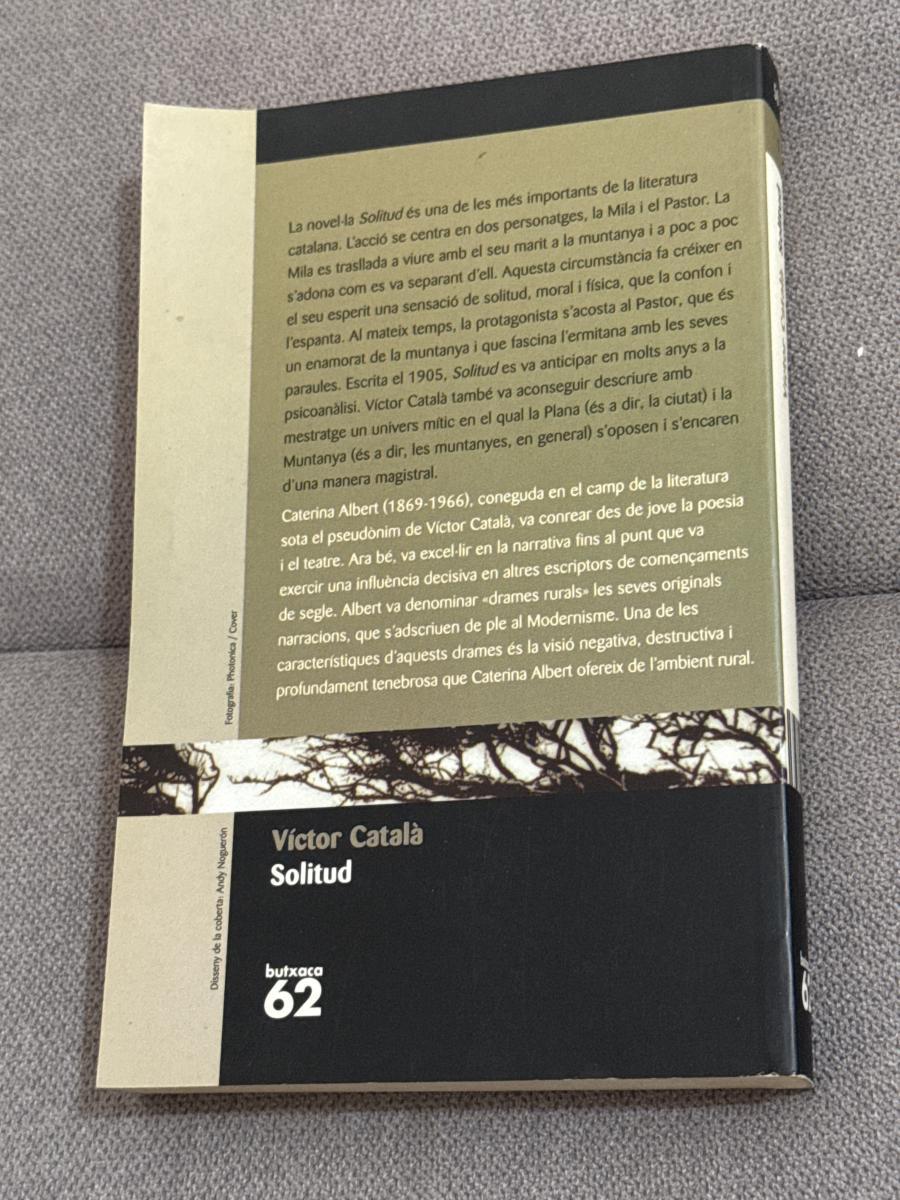 La novel·la Solitud és una de les més importants de la literatura
catalana. L'acció se centra en dos personatges, la Mila i el Pastor. La
Mila es trasllada a viure amb el seu marit a la muntanya i a poc a poc
s'adona com es va separant d'ell. Aquesta circumstància fa créixer en
el seu esperit una sensació de solitud, moral i física, que la confon i
l'espanta. Al mateix temps, la protagonista s'acosta al Pastor, que és
un enamorat de la muntanya i que fascina l'ermitana amb les seves
paraules. Escrita el 1905, Solitud es va anticipar en molts anys a la
psicoanàlisi. Víctor Català també va aconseguir descriure amb
mestratge un univers mític en el qual la Plana (és a dir, la ciutat) i la
Muntanya (és a dir, les muntanyes, en general) s'oposen i s'encaren
d'una manera magistral.
Caterina Albert (1869-1966), coneguda en el camp de la literatura
sota el pseudònim de Víctor Català, va conrear des de jove la poesia
i el teatre. Ara bé, va excel·lir en la narrativa fins al punt que va
exercir una influència decisiva en altres escriptors de començaments
de segle. Albert va denominar «drames rurals» les seves originals
narracions, que s'adscriuen de ple al Modernisme. Una de les
característiques d'aquests drames és la visió negativa, destructiva i
profundament tenebrosa que Caterina Albert ofereix de l'ambient rural.
Fotografia: Photonica / Cover
Disseny de la coberta: Andy Noguerón
Víctor Català
Solitud
butxaca
62